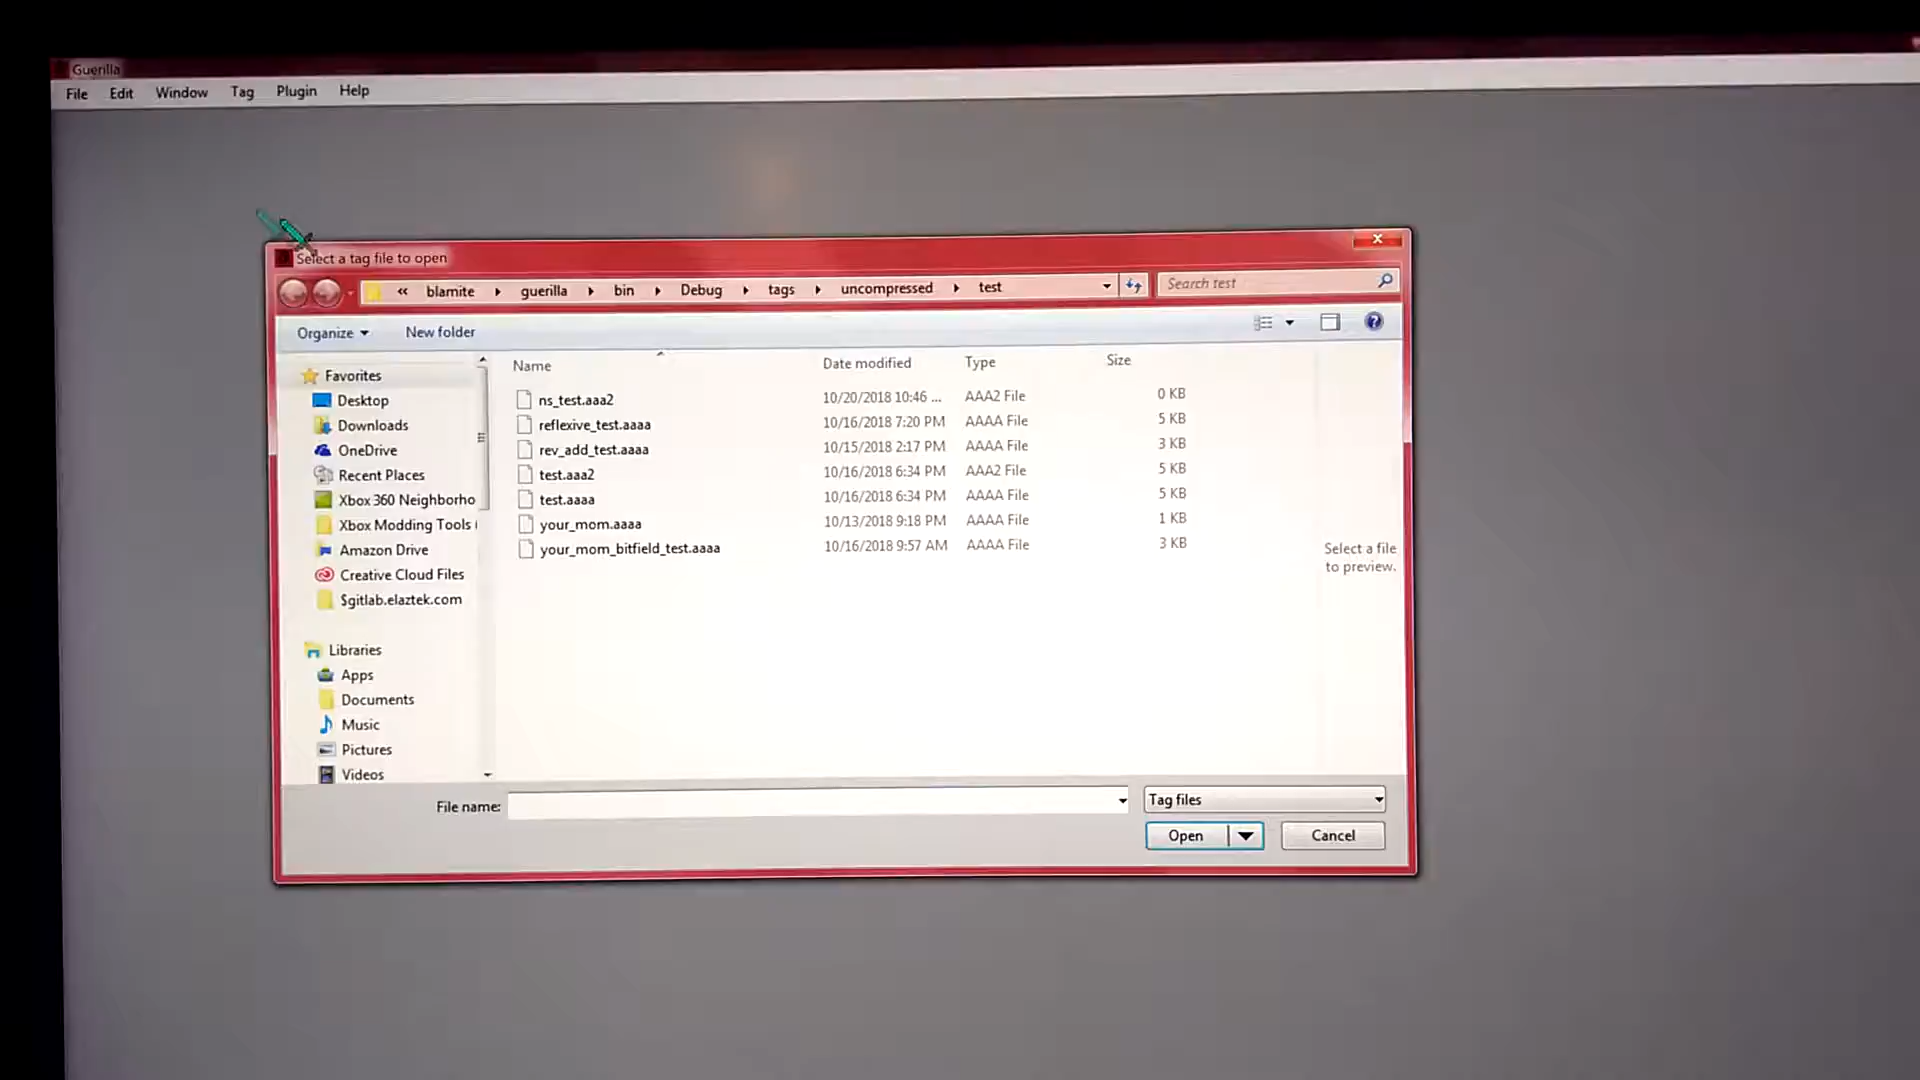 Guerilla
File Edit Window Tag Plugin Help
Select a tag file to open
« blamite guerilla bin Debug tags uncompressed test Search test
Organize New folder
Name Date modified Type Size
ns_test.aaa2 10/20/2018 10:46 ... AAA2 File 0 KB
reflexive_test.aaaa 10/16/2018 7:20 PM AAAA File 5 KB
rev_add_test.aaaa 10/15/2018 2:17 PM AAAA File 3 KB
test.aaa2 10/16/2018 6:34 PM AAA2 File 5 KB
test.aaaa 10/16/2018 6:34 PM AAAA File 5 KB
your_mom.aaaa 10/13/2018 9:18 PM AAAA File 1 KB
your_mom_bitfield_test.aaaa 10/16/2018 9:57 AM AAAA File 3 KB
Favorites
Desktop
Downloads
OneDrive
Recent Places
Xbox 360 Neighborho
Xbox Modding Tools (
Amazon Drive
Creative Cloud Files
$gitlab.elaztek.com
Libraries
Apps
Documents
Music
Pictures
Videos
Select a file
to preview.
File name: Tag files
Open Cancel